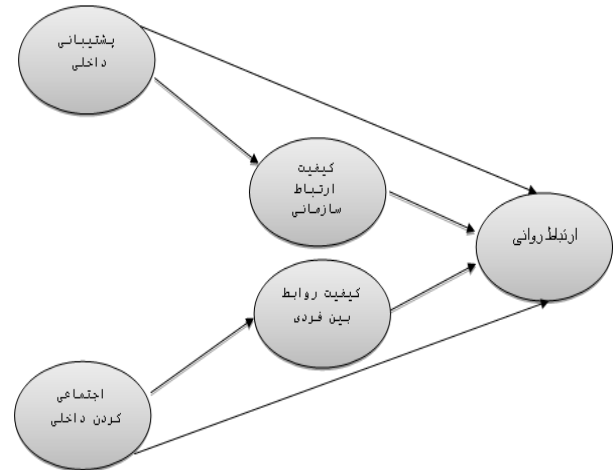 پشتیبانی
داخلی
کیفیت
ارتباط
سازمانی
ارتباط روانی
کیفیت روابط
بین فردی
اجتماعی
کردن داخلی